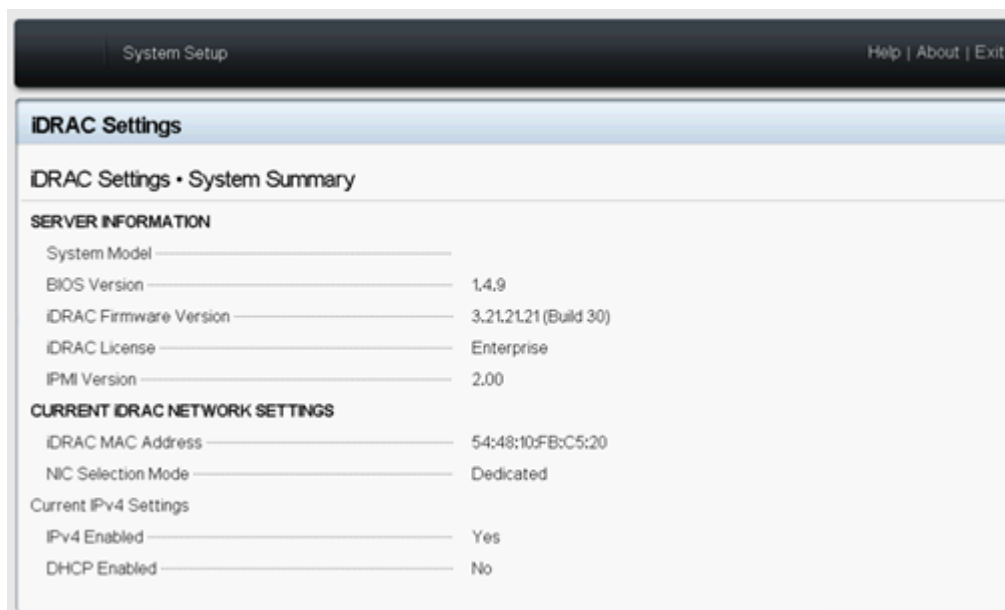 System Setup
Help | About | Exit
iDRAC Settings
iDRAC Settings • System Summary
SERVER INFORMATION
System Model
BIOS Version 1.4.9
iDRAC Firmware Version 3.21.21.21 (Build 30)
iDRAC License Enterprise
IPMI Version 2.00
CURRENT iDRAC NETWORK SETTINGS
iDRAC MAC Address 54:48:10:FB:C5:20
NIC Selection Mode Dedicated
Current IPv4 Settings
IPv4 Enabled Yes
DHCP Enabled No